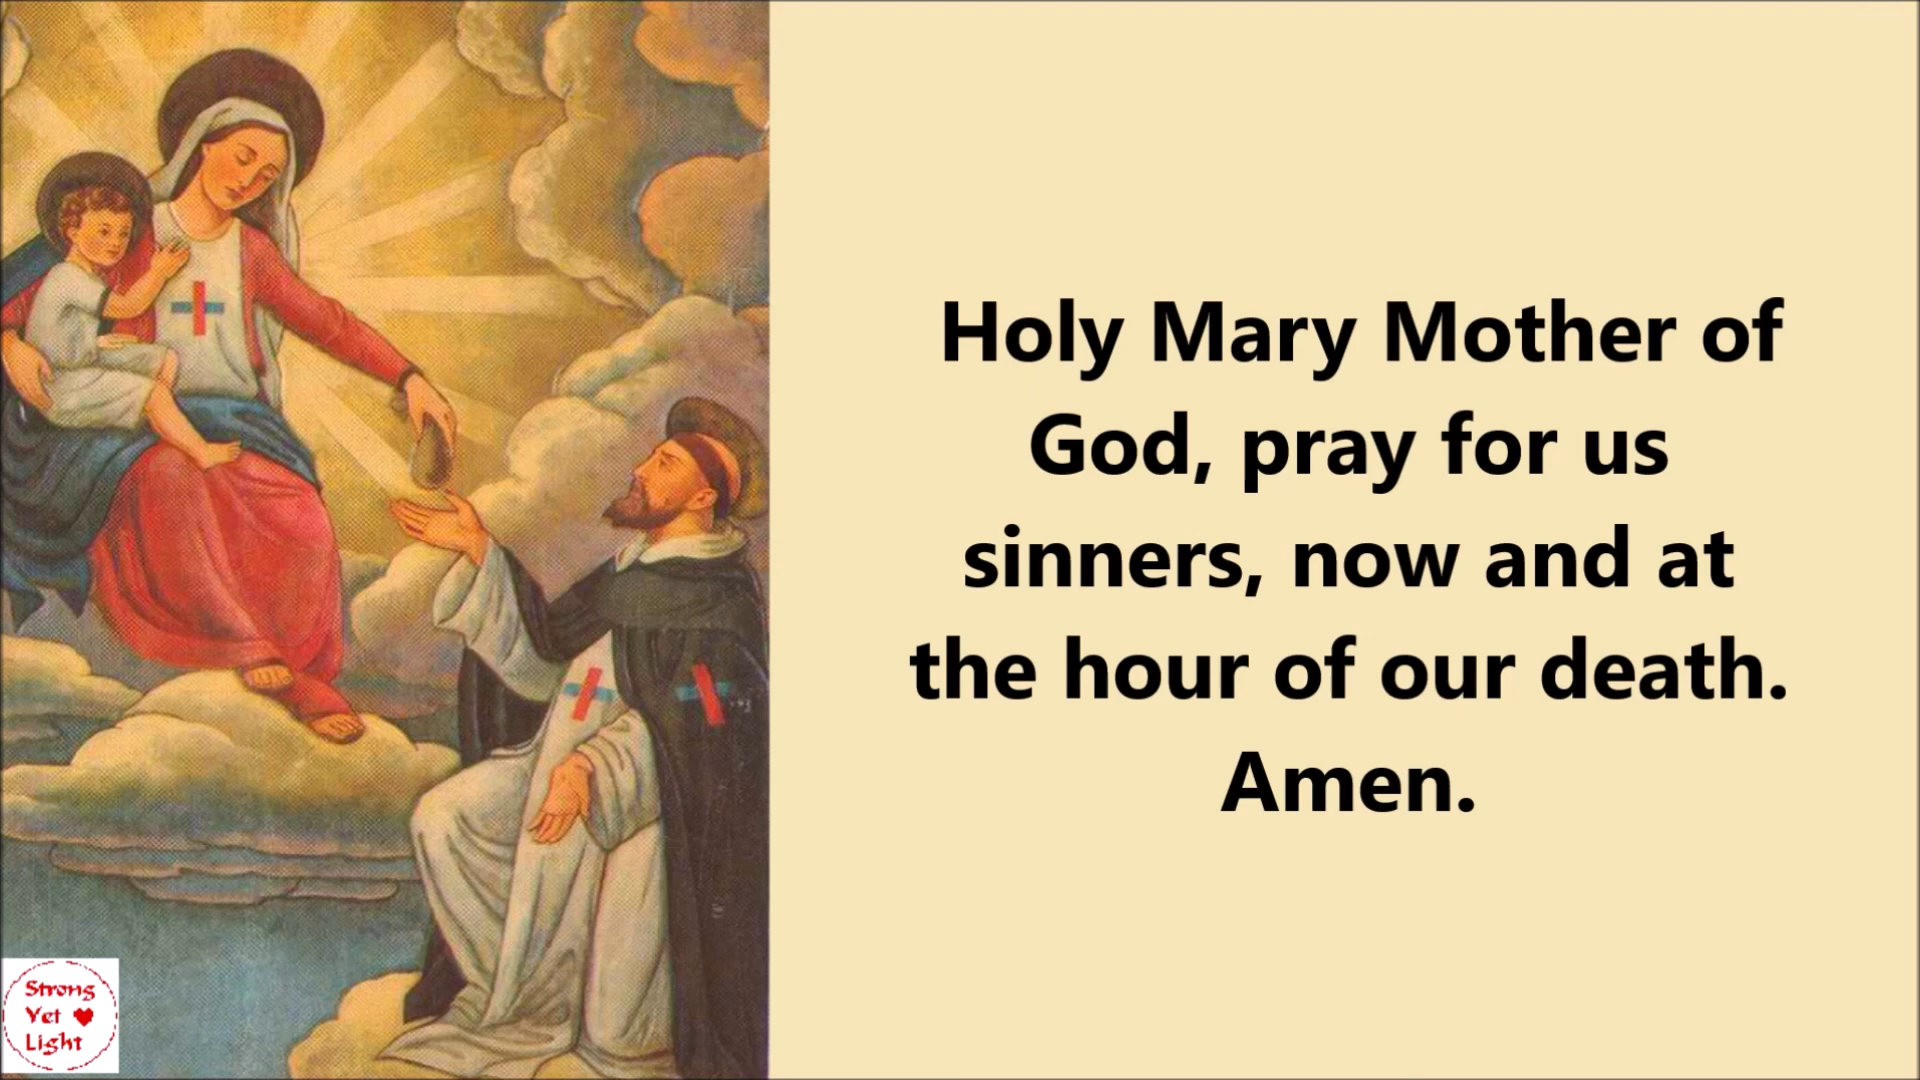 Holy Mary Mother of
God, pray for us
sinners, now and at
the hour of our death.
Amen.
Strong
Yet
Light